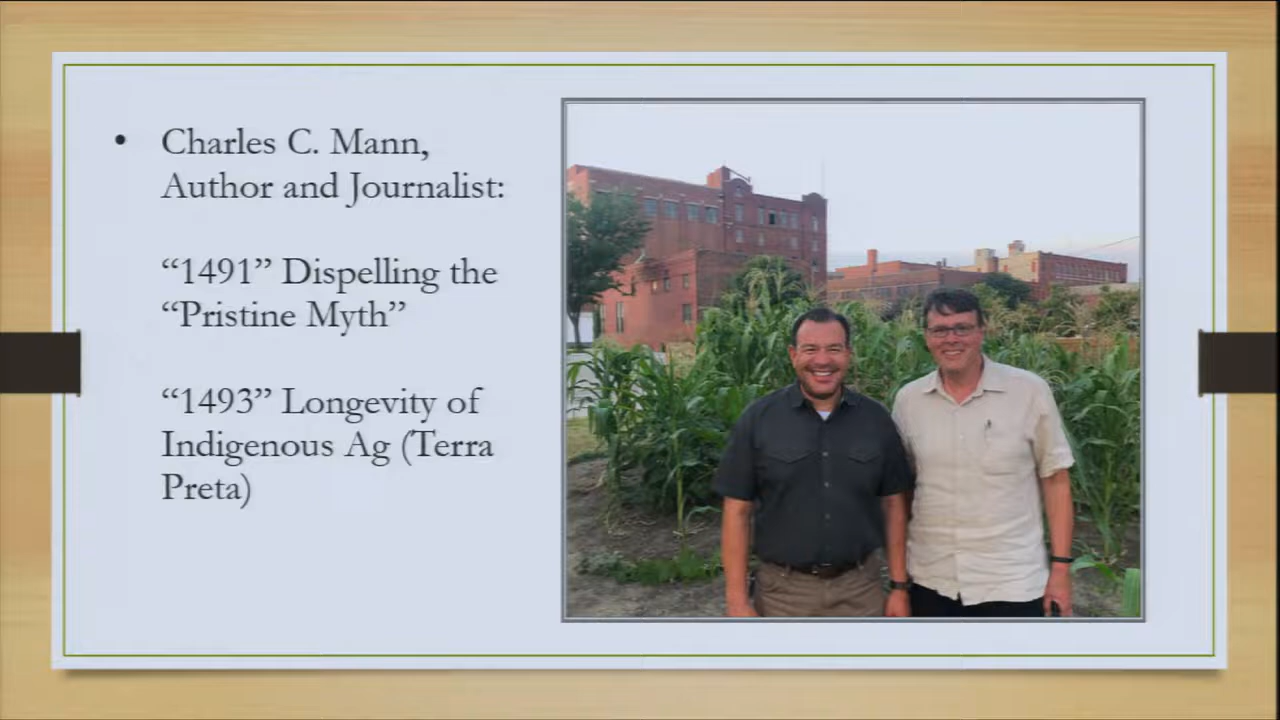 • Charles C. Mann,
Author and Journalist:
“1491” Dispelling the
“Pristine Myth”
“1493” Longevity of
Indigenous Ag (Terra
Preta)